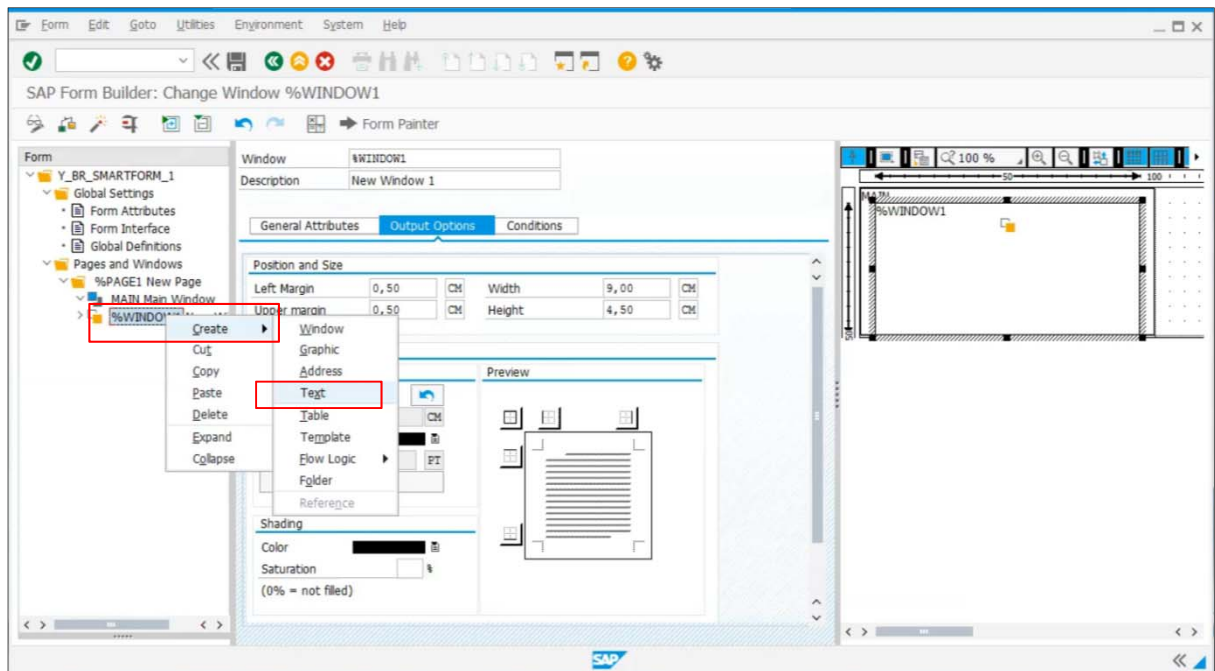 Form Edit Goto Utilities Environment System Help
SAP Form Builder: Change Window %WINDOW1
Form Painter
Form
Y_BR_SMARTFORM_1
Global Settings
Form Attributes
Form Interface
Global Definitions
Pages and Windows
%PAGE1 New Page
MAIN Main Window
%WINDOW1
Create
Cut
Copy
Paste
Delete
Expand
Collapse
Window
Graphic
Address
Text
Table
Template
Flow Logic
Folder
Reference
Window %WINDOW1
Description New Window 1
General Attributes Output Options Conditions
Position and Size
Left Margin 0,50 CM Width 9,00 CM
Upper margin 0,50 CM Height 4,50 CM
CM
PT
Preview
Shading
Color
Saturation %
(0% = not filled)
100 %
50 100
MAIN
%WINDOW1
50
SAP